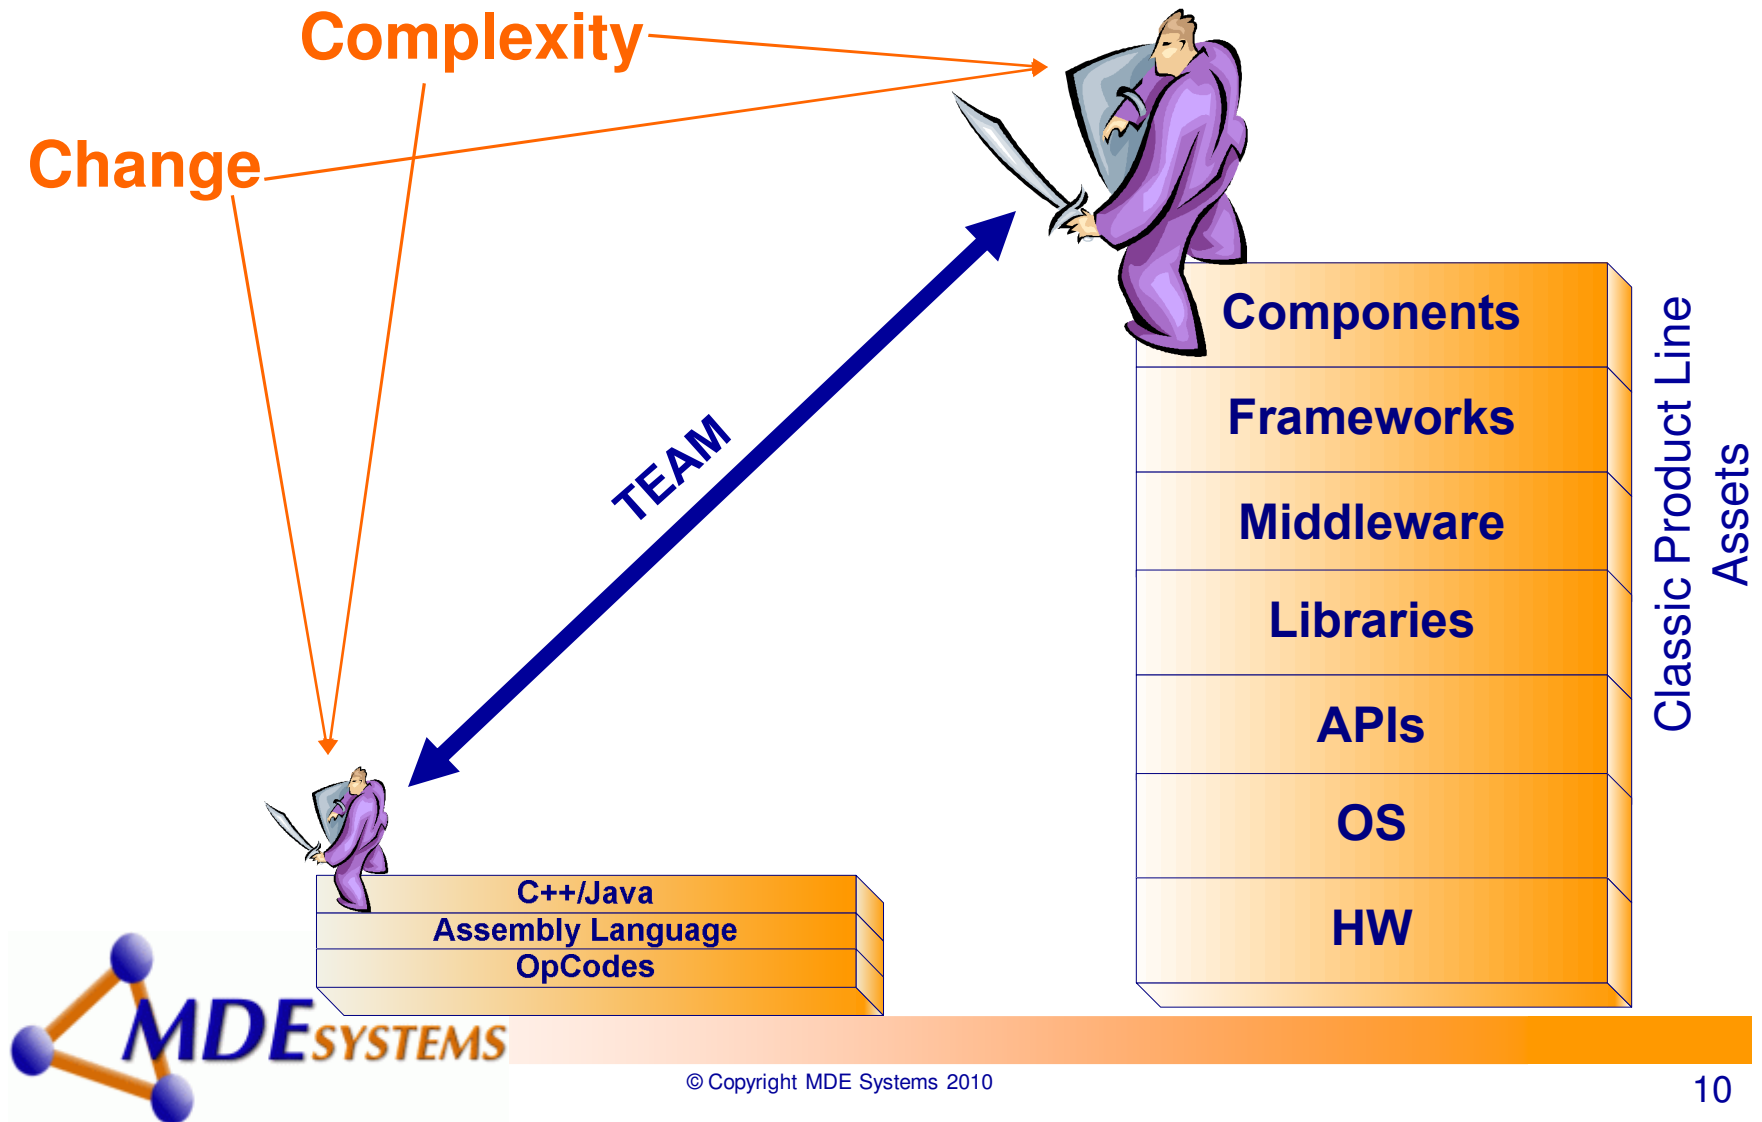 Complexity
Change
TEAM
Components
Frameworks
Middleware
Libraries
APIs
OS
HW
Classic Product Line
Assets
C++/Java
Assembly Language
OpCodes
MDESYSTEMS
© Copyright MDE Systems 2010
10